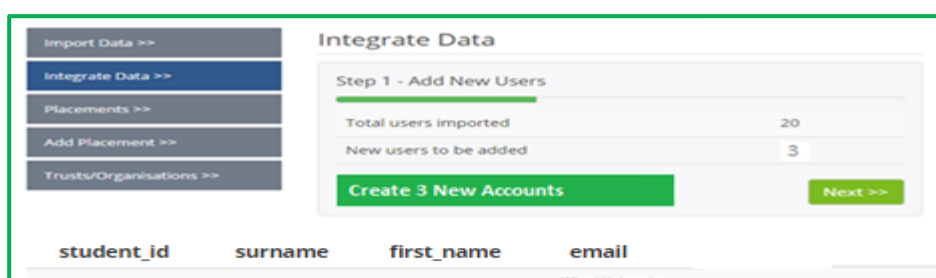 Import Data >>
Integrate Data >>
Placements >>
Add Placement >>
Trusts/Organisations >>
Integrate Data
Step 1 - Add New Users
Total users imported 20
New users to be added 3
Create 3 New Accounts Next >>
student_id surname first_name email